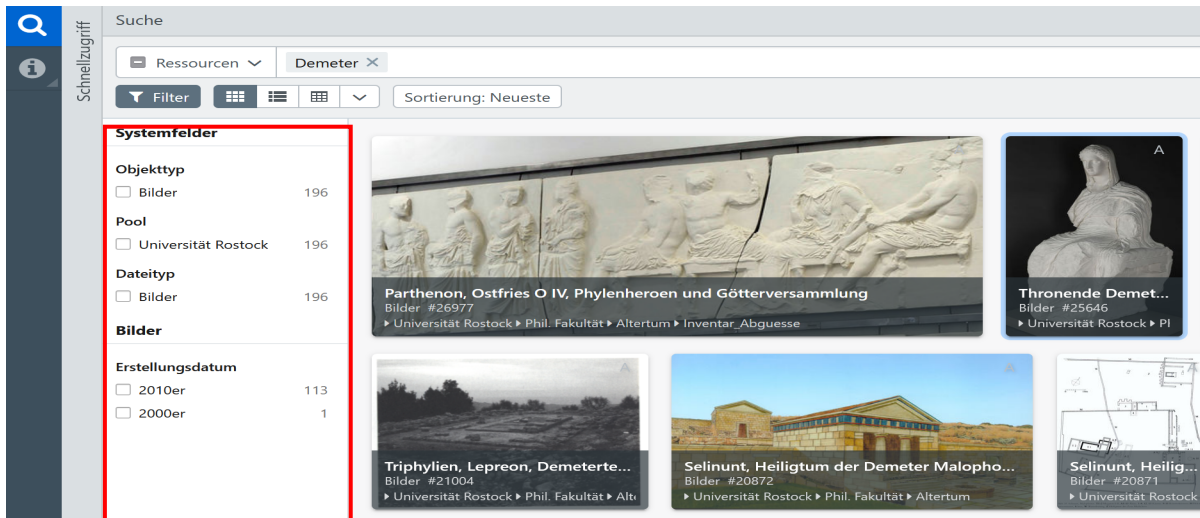 Suche
Schnellzugriff
Ressourcen
Demeter
Filter
Sortierung: Neueste
Systemfelder
Objekttyp
Bilder 196
Pool
Universität Rostock 196
Dateityp
Bilder 196
Bilder
Erstellungsdatum
2010er 113
2000er 1
Parthenon, Ostfries O IV, Phylenheroen und Götterversammlung
Bilder #26977
Universität Rostock Phil. Fakultät Altertum Inventar_Abguesse
A
Thronende Demet...
Bilder #25646
Universität Rostock Pl
A
Triphylien, Lepreon, Demeterte...
Bilder #21004
Universität Rostock Phil. Fakultät Alt
A
Selinunt, Heiligtum der Demeter Malopho...
Bilder #20872
Universität Rostock Phil. Fakultät Altertum
A
Selinunt, Heilig...
Bilder #20871
Universität Rostock